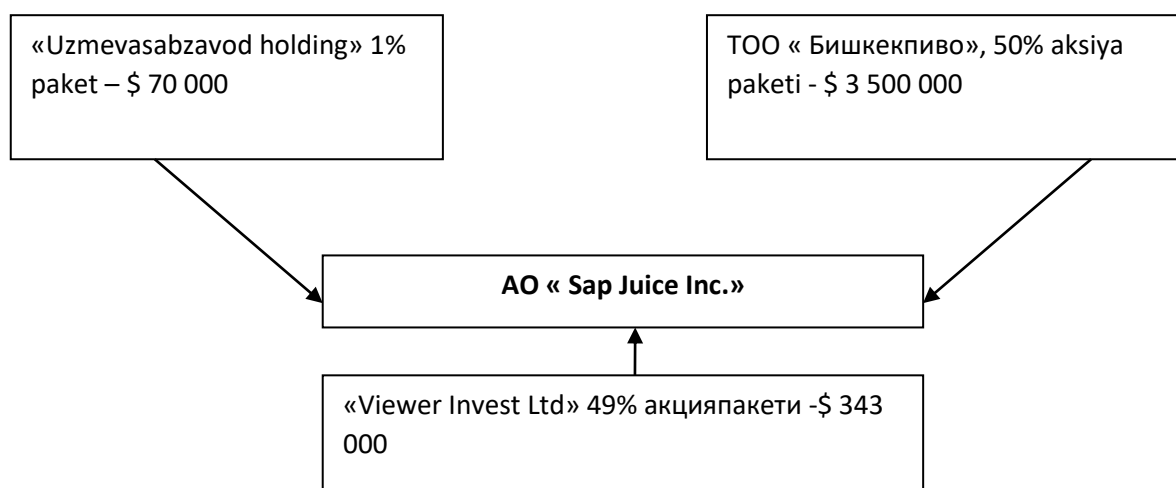 «Uzmevasabzavod holding» 1%
paket – $ 70 000
ТОО « Бишкекпиво», 50% aksiya
paketi - $ 3 500 000
АО « Sap Juice Inc.»
«Viewer Invest Ltd» 49% акцияпакети -$ 343
000